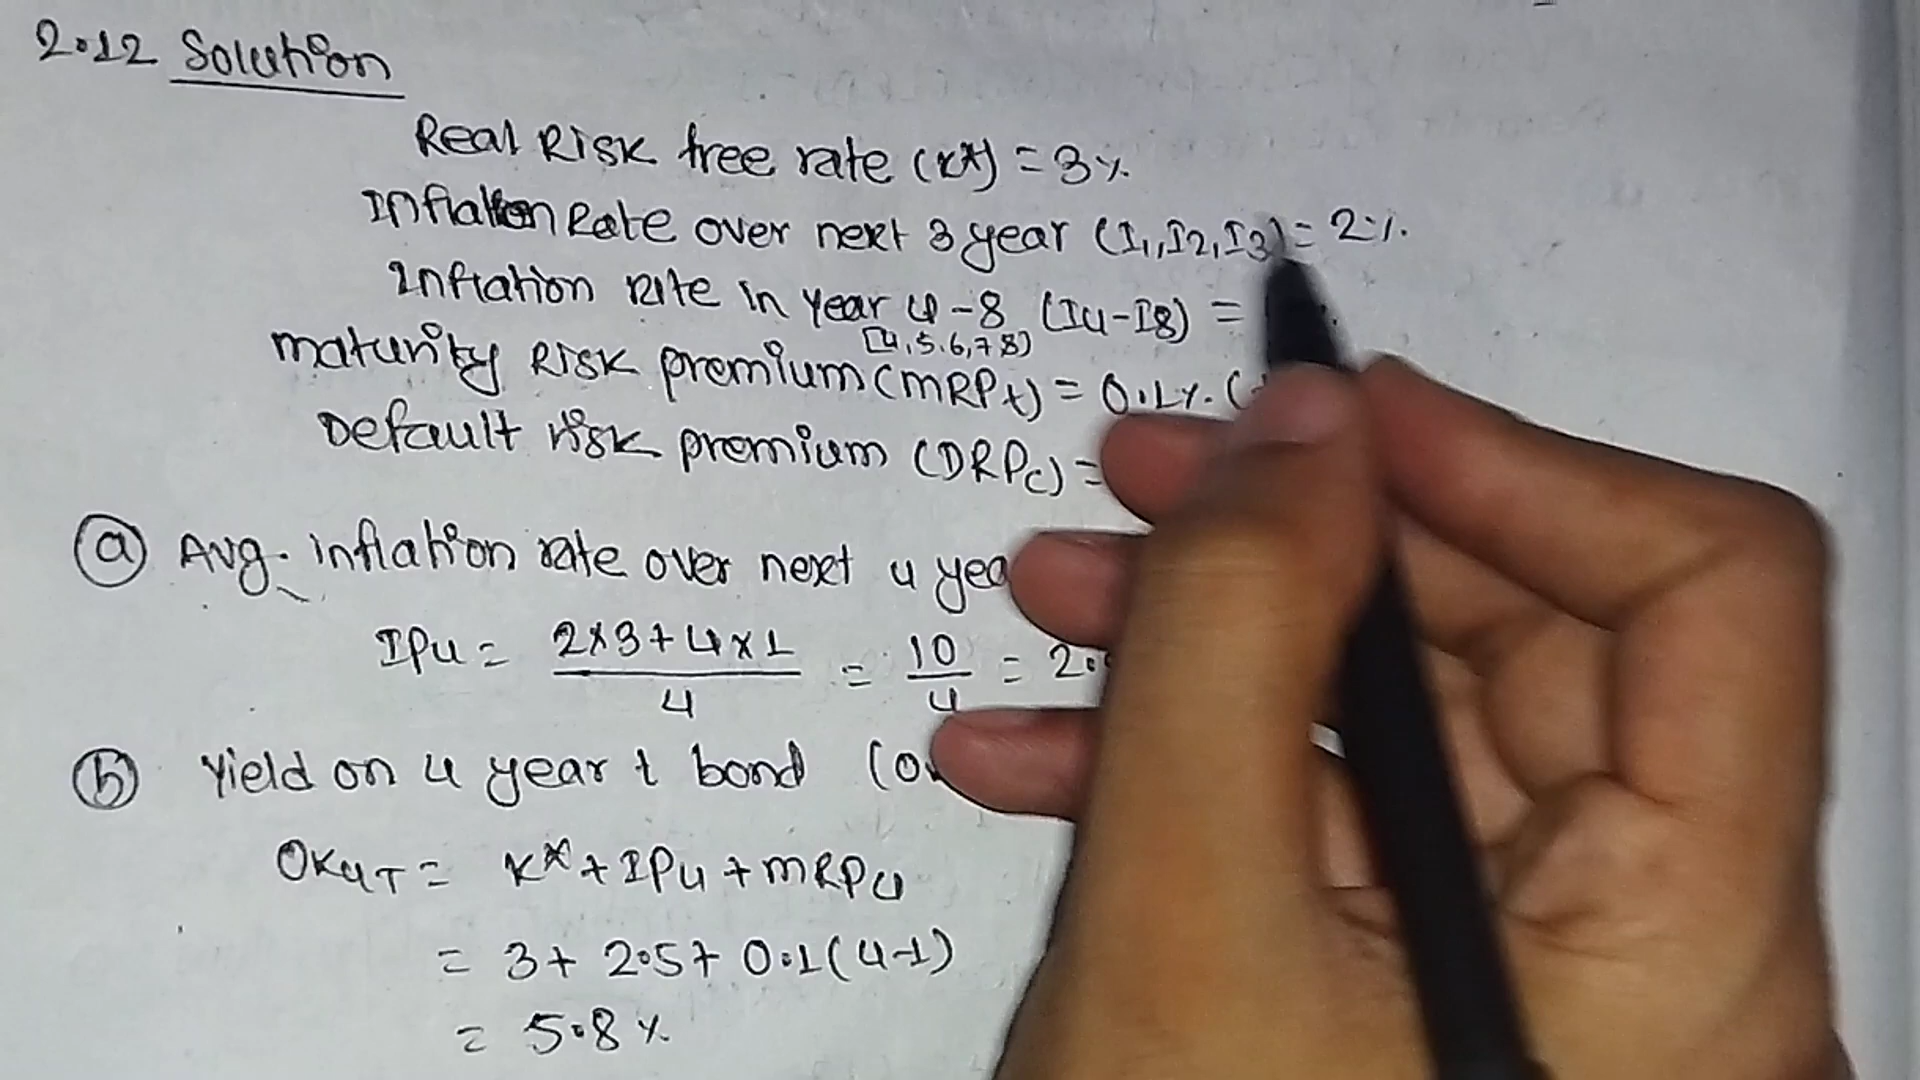 2.12 Solution
Real Risk free rate (K*) = 3%
Inflation Rate over next 3 year (I1, I2, I3) = 2%.
Inflation rate in year 4-8 (I4-I8) =
[4,5,6,7 8]
maturity Risk premium (MRPt) = 0.1%. (
Default risk premium (DRPc) =
(a) Avg. inflation rate over next 4 yea
IP4 = 2×3+4×1 / 4 = 10 / 4 = 2.
(b) Yield on 4 year t bond (o
OK4T = K* + IP4 + MRP4
= 3 + 2.5 + 0.1(4-1)
= 5.8%